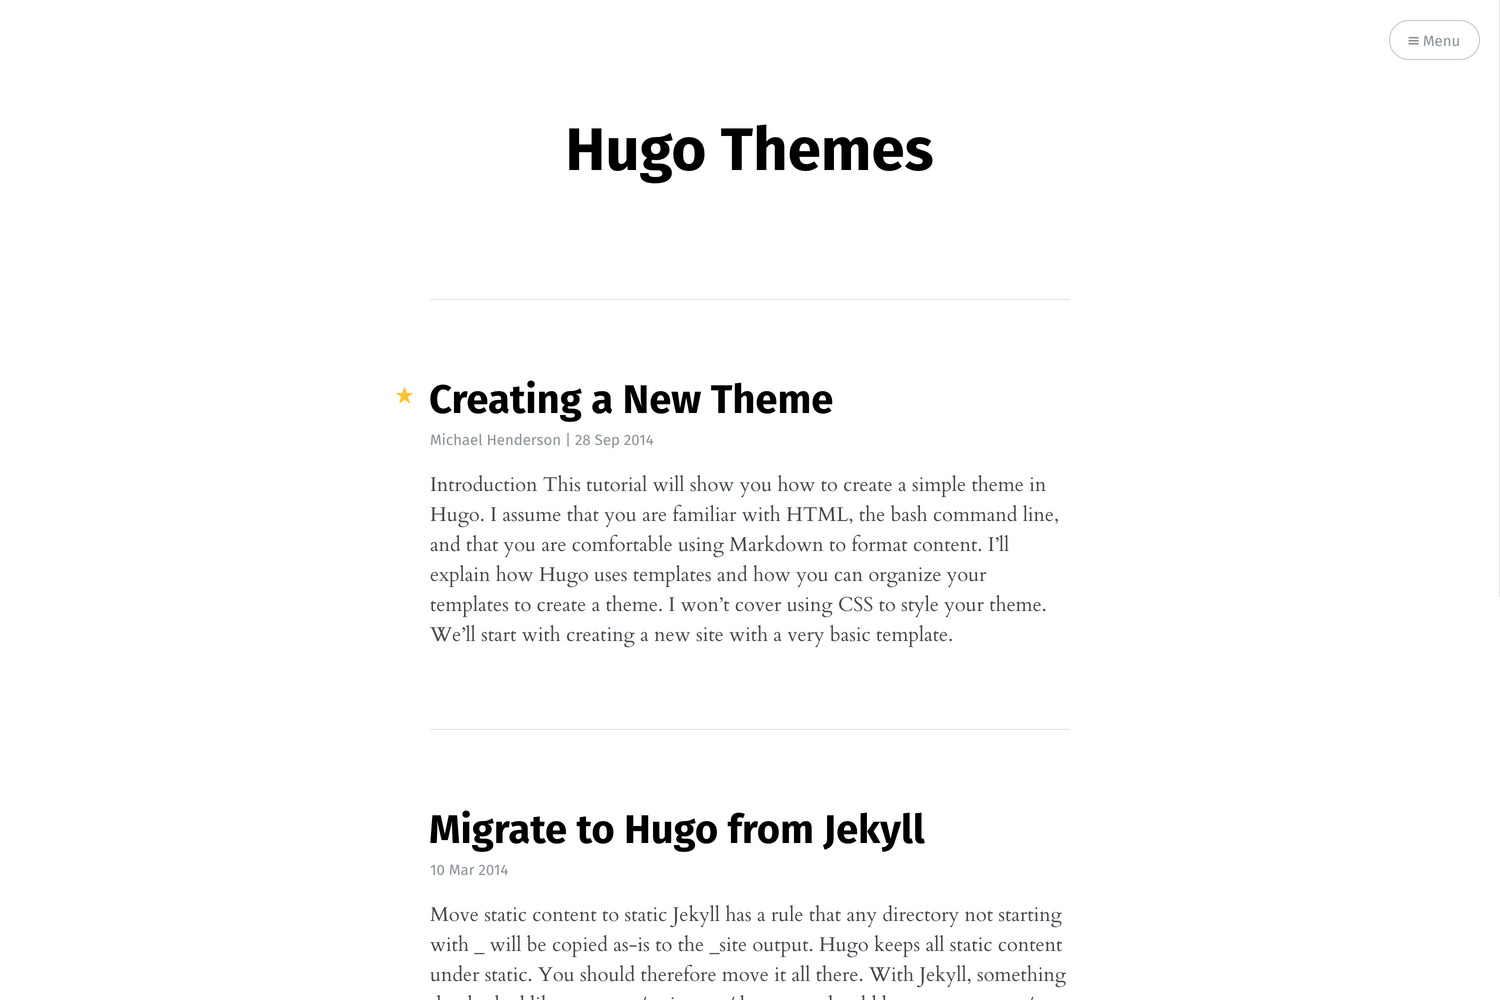 Menu
Hugo Themes
Creating a New Theme
Michael Henderson | 28 Sep 2014
Introduction This tutorial will show you how to create a simple theme in
Hugo. I assume that you are familiar with HTML, the bash command line,
and that you are comfortable using Markdown to format content. I’ll
explain how Hugo uses templates and how you can organize your
templates to create a theme. I won’t cover using CSS to style your theme.
We’ll start with creating a new site with a very basic template.
Migrate to Hugo from Jekyll
10 Mar 2014
Move static content to static Jekyll has a rule that any directory not starting
with _ will be copied as-is to the _site output. Hugo keeps all static content
under static. You should therefore move it all there. With Jekyll, something